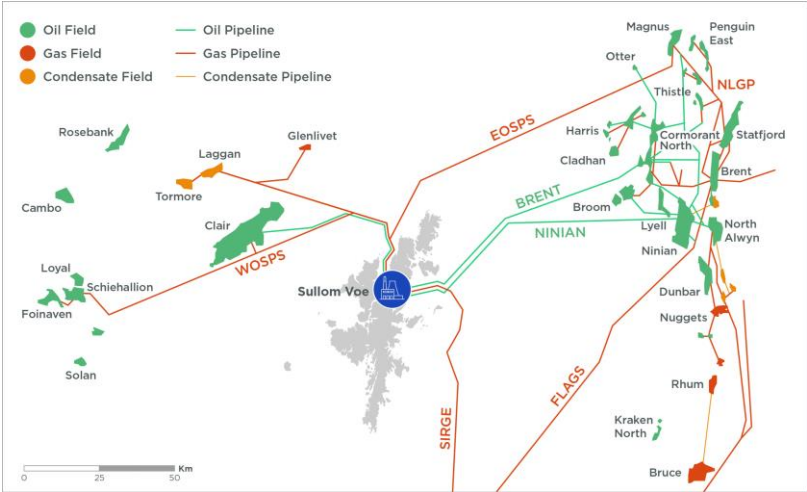 Oil Field
Oil Pipeline
Gas Field
Gas Pipeline
Condensate Field
Condensate Pipeline
Magnus
Penguin
East
Otter
NLGP
Thistle
EOSPS
Rosebank
Glenlivet
Harris
Cormorant
North
Statfjord
Laggan
Cladhan
Tormore
Brent
BRENT
Cambo
Broom
Clair
Lyell
North
Alwyn
NINIAN
Ninian
WOSPS
Loyal
Schiehallion
Sullom Voe
Dunbar
Foinaven
Nuggets
Solan
FLAGS
Rhum
SIRGE
Kraken
North
Bruce
Km
0
25
50